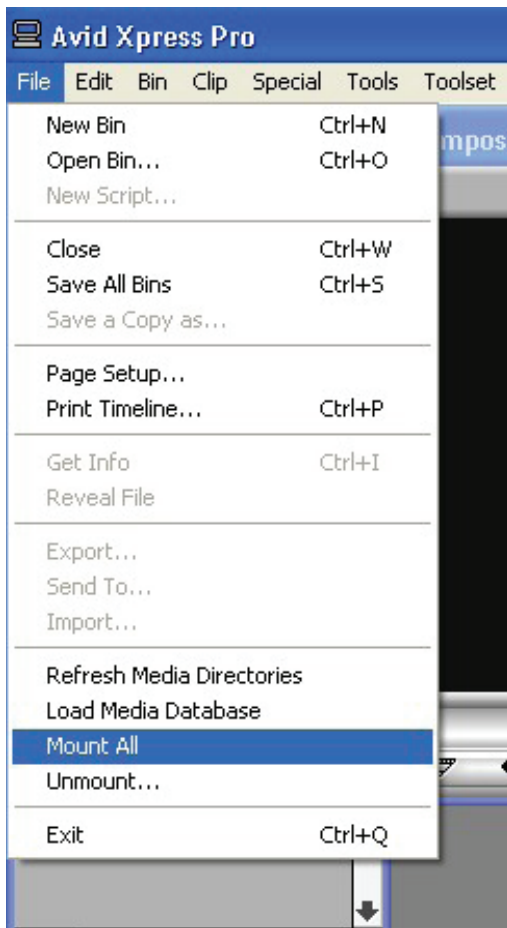 Avid Xpress Pro
File Edit Bin Clip Special Tools Toolset
New Bin Ctrl+N
mpos
Open Bin... Ctrl+O
New Script...
Close Ctrl+W
Save All Bins Ctrl+S
Save a Copy as...
Page Setup...
Print Timeline... Ctrl+P
Get Info Ctrl+I
Reveal File
Export...
Send To...
Import...
Refresh Media Directories
Load Media Database
Mount All
Unmount...
Exit Ctrl+Q